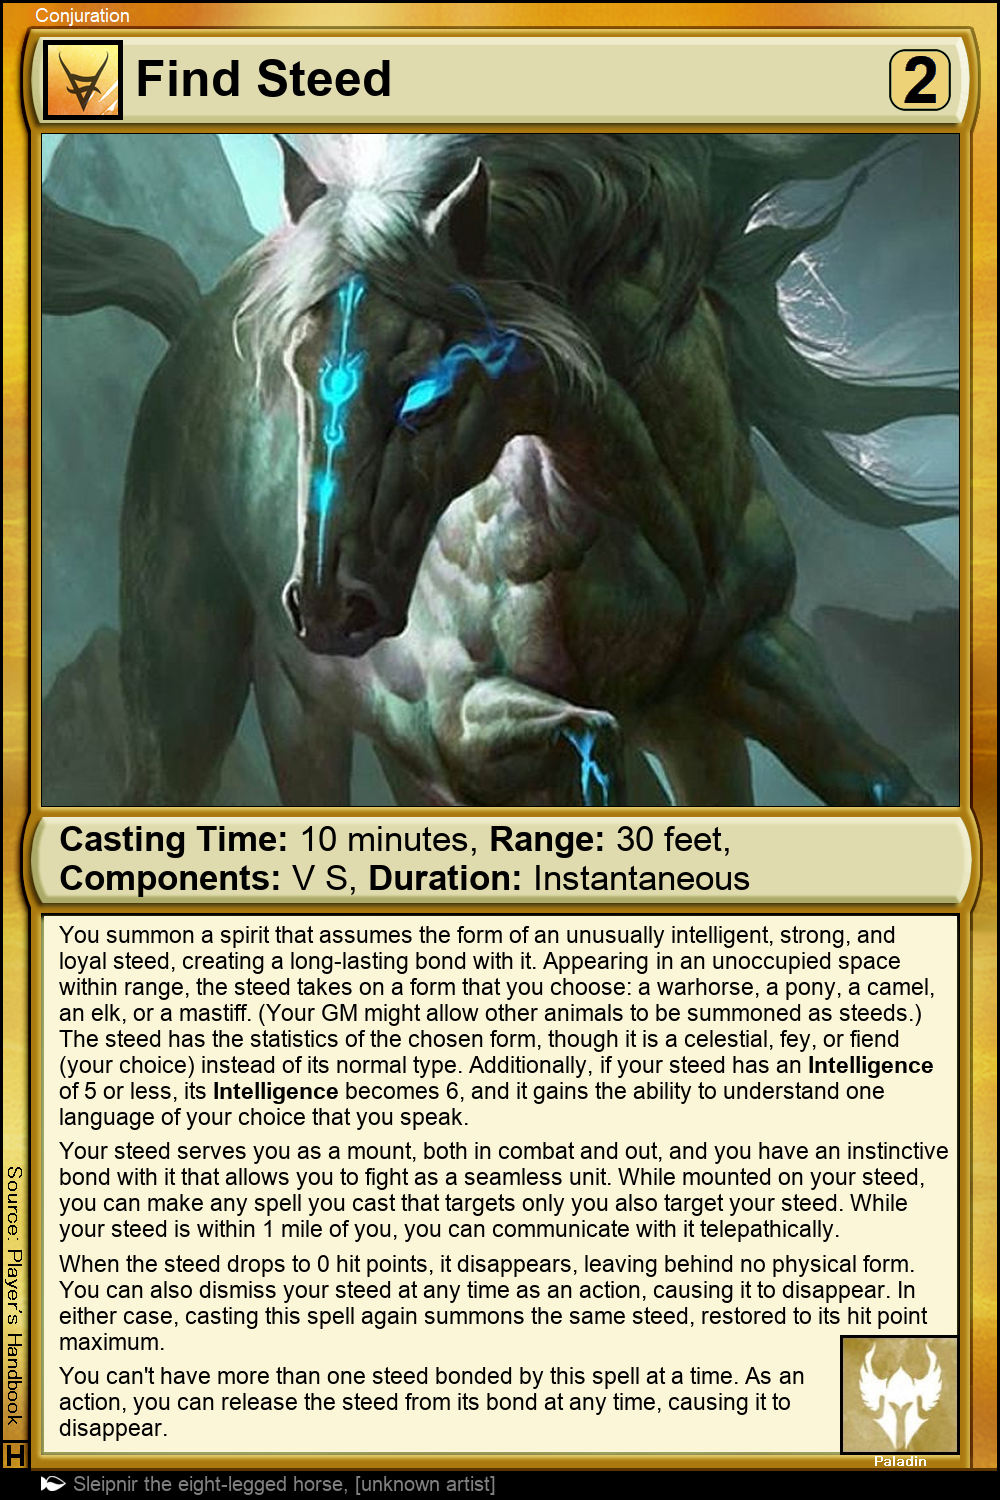 Conjuration
Find Steed
2
Casting Time: 10 minutes, Range: 30 feet,
Components: V S, Duration: Instantaneous
You summon a spirit that assumes the form of an unusually intelligent, strong, and
loyal steed, creating a long-lasting bond with it. Appearing in an unoccupied space
within range, the steed takes on a form that you choose: a warhorse, a pony, a camel,
an elk, or a mastiff. (Your GM might allow other animals to be summoned as steeds.)
The steed has the statistics of the chosen form, though it is a celestial, fey, or fiend
(your choice) instead of its normal type. Additionally, if your steed has an Intelligence
of 5 or less, its Intelligence becomes 6, and it gains the ability to understand one
language of your choice that you speak.
Your steed serves you as a mount, both in combat and out, and you have an instinctive
bond with it that allows you to fight as a seamless unit. While mounted on your steed,
you can make any spell you cast that targets only you also target your steed. While
your steed is within 1 mile of you, you can communicate with it telepathically.
When the steed drops to 0 hit points, it disappears, leaving behind no physical form.
You can also dismiss your steed at any time as an action, causing it to disappear. In
either case, casting this spell again summons the same steed, restored to its hit point
maximum.
You can't have more than one steed bonded by this spell at a time. As an
action, you can release the steed from its bond at any time, causing it to
disappear.
Paladin
Source: Player's Handbook
H
Sleipnir the eight-legged horse, [unknown artist]